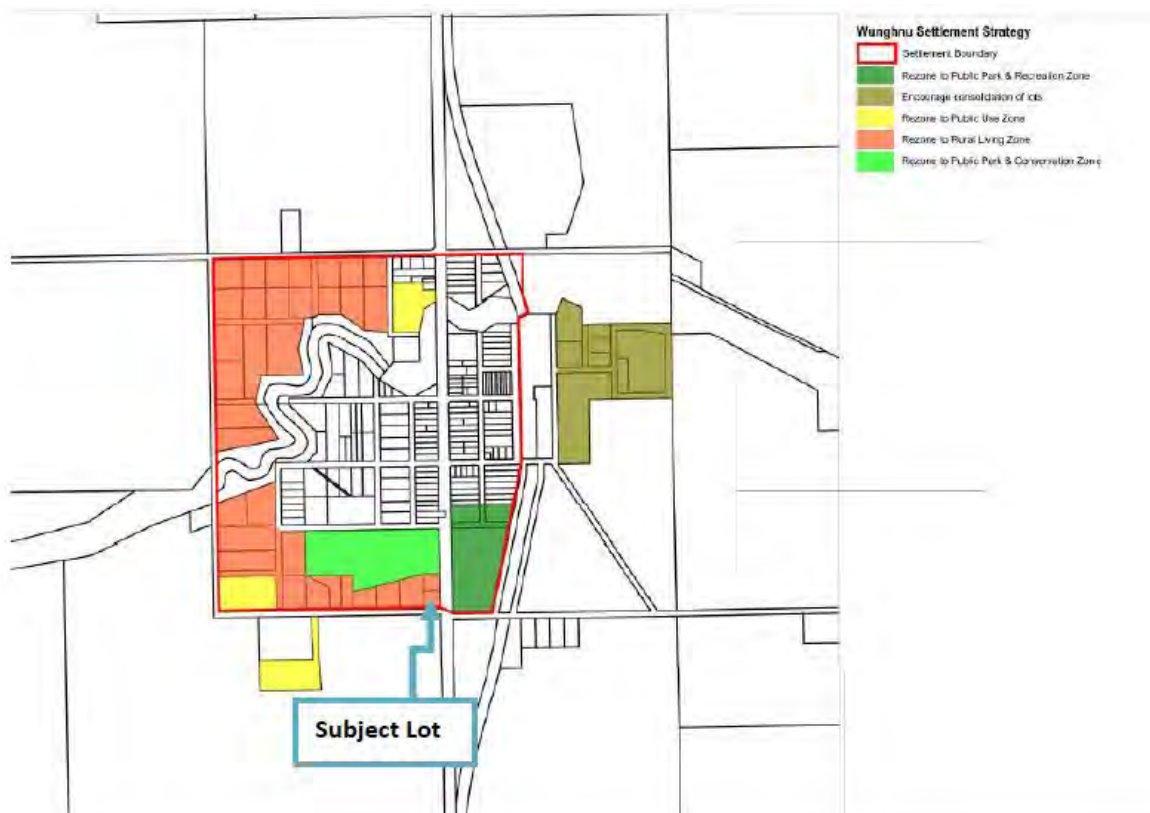 Wunghnu Settlement Strategy
Settlement Boundary
Rezone to Public Park & Recreation Zone
Encourage consolidation of lots
Rezone to Public Use Zone
Rezone to Rural Living Zone
Rezone to Public Park & Conservation Zone
Subject Lot